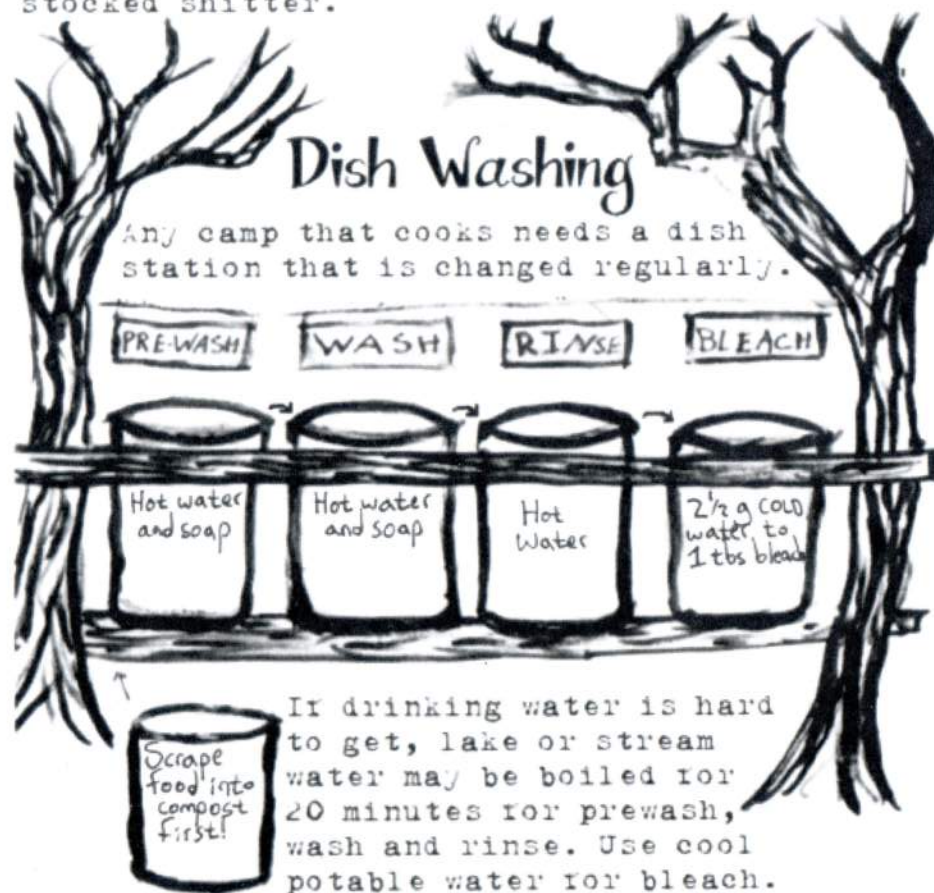 stocked shitter.
Dish Washing
Any camp that cooks needs a dish
station that is changed regularly.
PRE-WASH
WASH
RINSE
BLEACH
Hot water
and soap
Hot water
and soap
Hot
Water
2½ g COLD
water to
1 tbs bleach
Scrape
food into
compost
first!
If drinking water is hard
to get, lake or stream
water may be boiled for
20 minutes for prewash,
wash and rinse. Use cool
potable water for bleach.